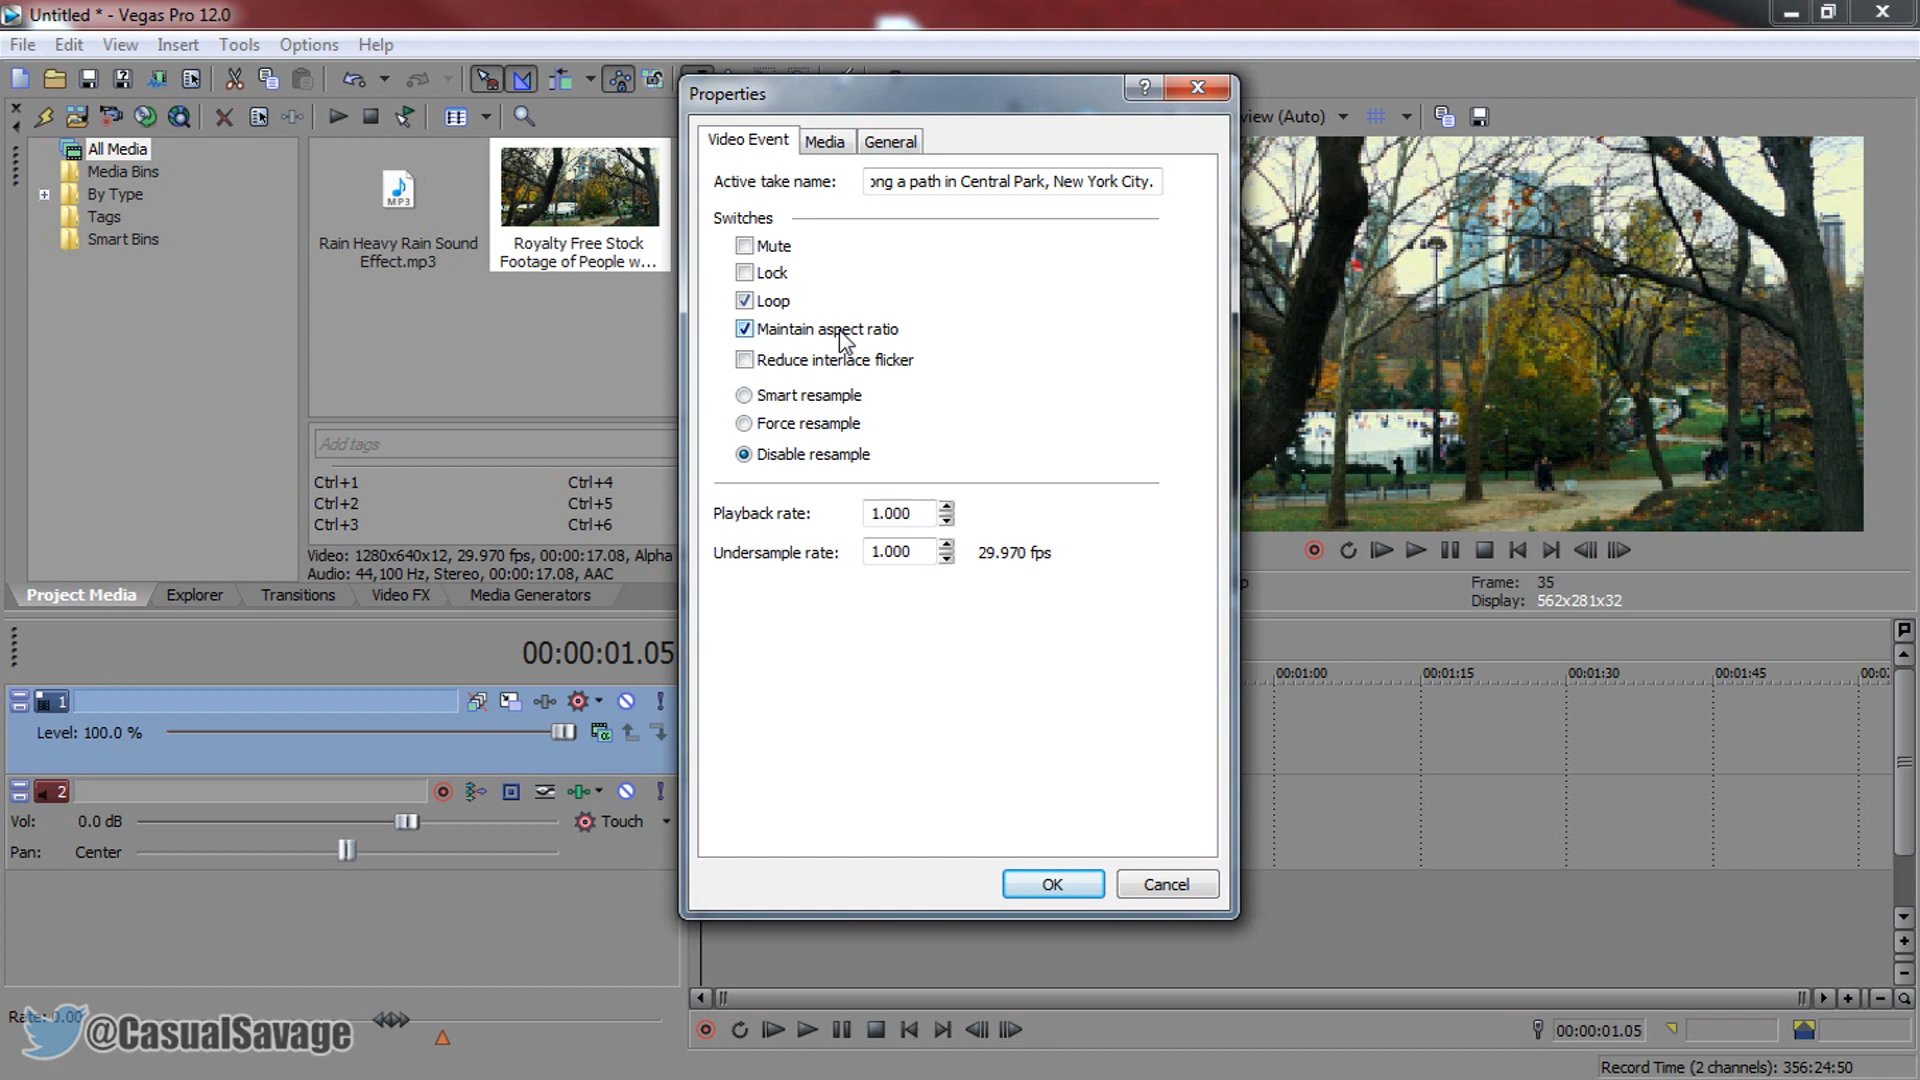 Untitled * - Vegas Pro 12.0
File Edit View Insert Tools Options Help
Properties
view (Auto)
Video Event Media General
All Media
Video Bins
By Type
Tags
Smart Bins
MP3
Rain Heavy Rain Sound
Effect.mp3
Royalty Free Stock
Footage of People w...
Active take name: ong a path in Central Park, New York City.
Switches
Mute
Lock
Loop
Maintain aspect ratio
Reduce interlace flicker
Smart resample
Force resample
Disable resample
Playback rate: 1.000
Undersample rate: 1.000 29.970 fps
OK Cancel
Add tags
Ctrl+1 Ctrl+4
Ctrl+2 Ctrl+5
Ctrl+3 Ctrl+6
Video: 1280x640x12, 29.970 fps, 00:00:17.08, Alpha
Audio: 44,100 Hz, Stereo, 00:00:17.08, AAC
Project Media Explorer Transitions Video FX Media Generators
Frame: 35
Display: 562x281x32
00:00:01.05
00:01:00 00:01:15 00:01:30 00:01:45 00:0
1
Level: 100.0 %
2
Vol: 0.0 dB Touch
Pan: Center
Rate: 0.00
@CasualSavage
00:00:01.05
Record Time (2 channels): 356:24:50